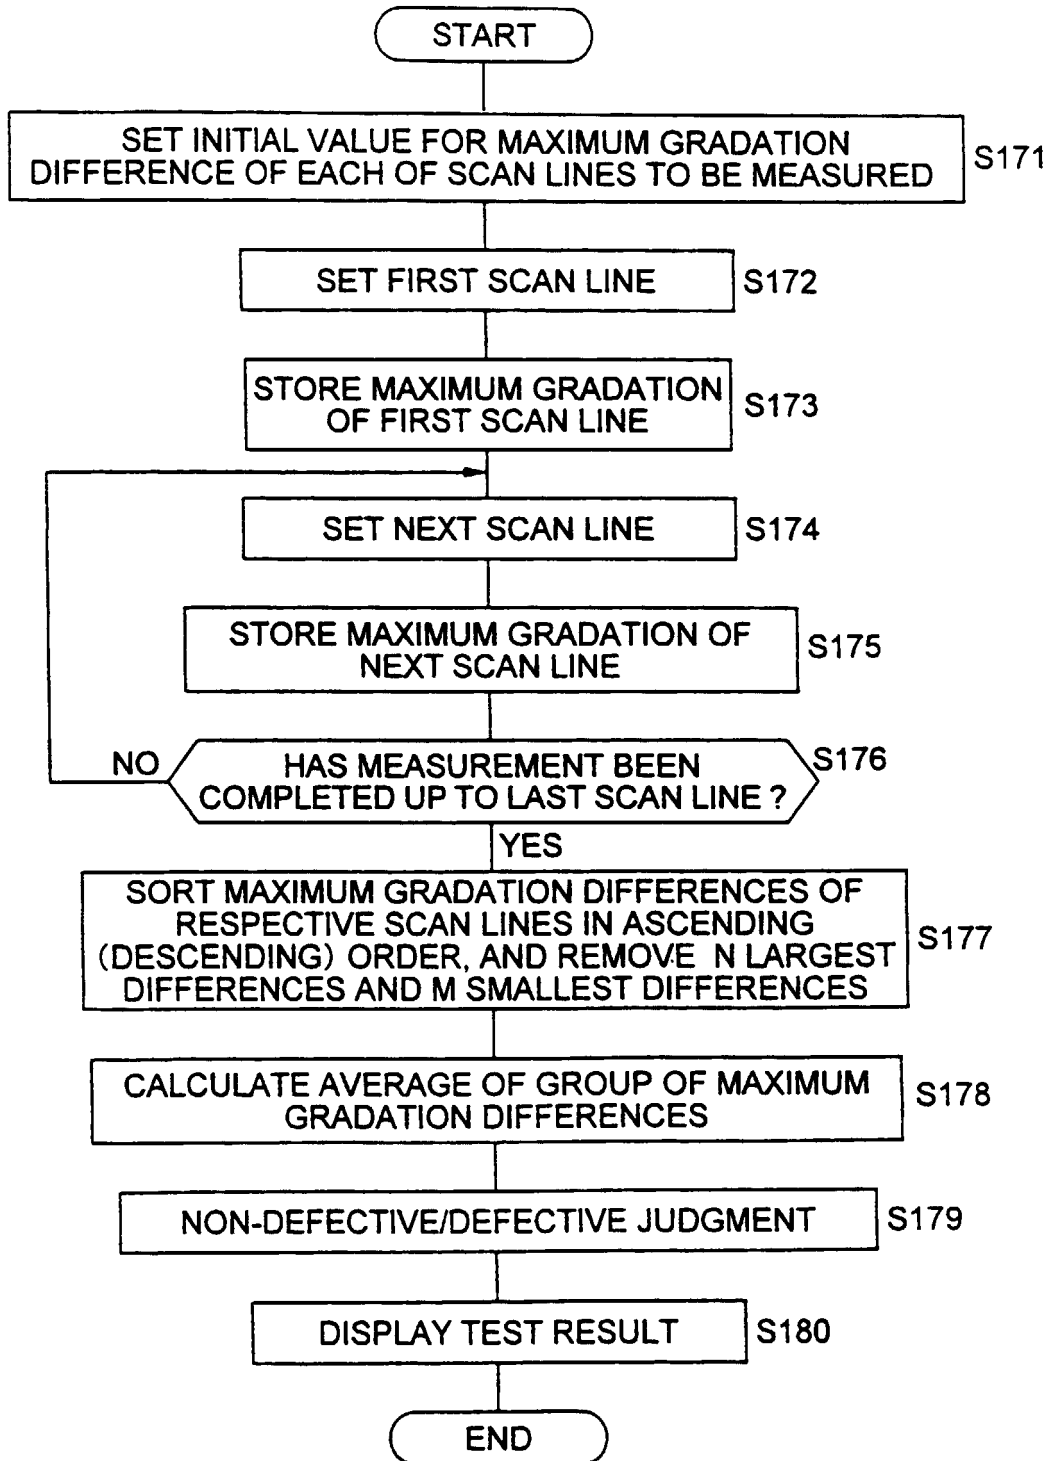 START
SET INITIAL VALUE FOR MAXIMUM GRADATION
DIFFERENCE OF EACH OF SCAN LINES TO BE MEASURED
S171
SET FIRST SCAN LINE
S172
STORE MAXIMUM GRADATION
OF FIRST SCAN LINE
S173
SET NEXT SCAN LINE
S174
STORE MAXIMUM GRADATION OF
NEXT SCAN LINE
S175
NO
HAS MEASUREMENT BEEN
COMPLETED UP TO LAST SCAN LINE ?
S176
YES
SORT MAXIMUM GRADATION DIFFERENCES OF
RESPECTIVE SCAN LINES IN ASCENDING
(DESCENDING) ORDER, AND REMOVE N LARGEST
DIFFERENCES AND M SMALLEST DIFFERENCES
S177
CALCULATE AVERAGE OF GROUP OF MAXIMUM
GRADATION DIFFERENCES
S178
NON-DEFECTIVE/DEFECTIVE JUDGMENT
S179
DISPLAY TEST RESULT
S180
END